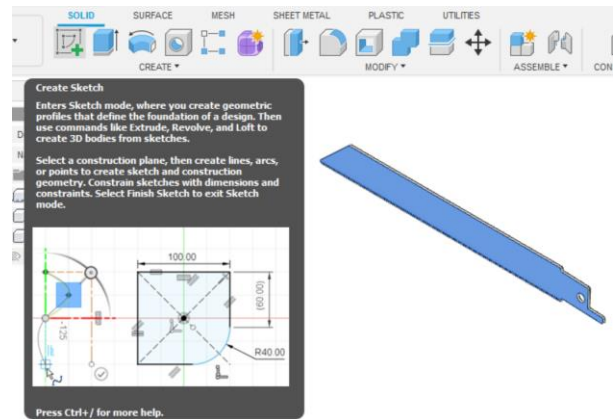 SOLID SURFACE MESH SHEET METAL PLASTIC UTILITIES
CREATE MODIFY ASSEMBLE CON
Create Sketch
Enters Sketch mode, where you create geometric
profiles that define the foundation of a design. Then
use commands like Extrude, Revolve, and Loft to
create 3D bodies from sketches.
Select a construction plane, then create lines, arcs,
or points to create sketch and construction
geometry. Constrain sketches with dimensions and
constraints. Select Finish Sketch to exit Sketch
mode.
100.00
(60.00)
-125
R40.00
Press Ctrl+/ for more help.